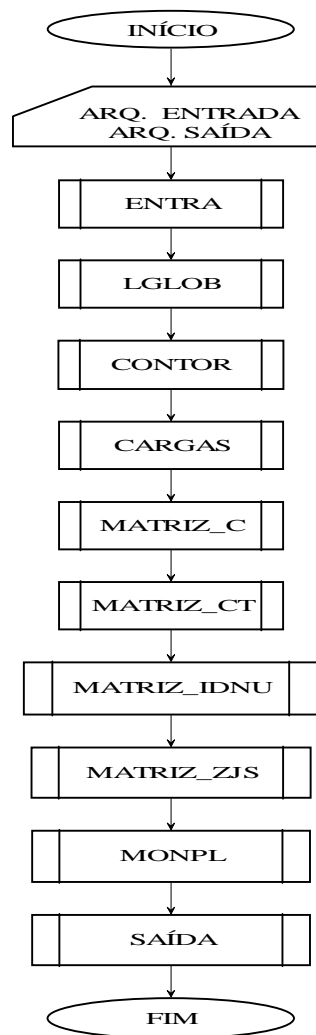 INÍCIO
ARQ. ENTRADA
ARQ. SAÍDA
ENTRA
LGLOB
CONTOR
CARGAS
MATRIZ_C
MATRIZ_CT
MATRIZ_IDNU
MATRIZ_ZJS
MONPL
SAÍDA
FIM